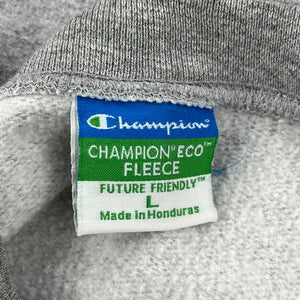 Champion
CHAMPION® ECO™
FLEECE
FUTURE FRIENDLY™
L
Made in Honduras